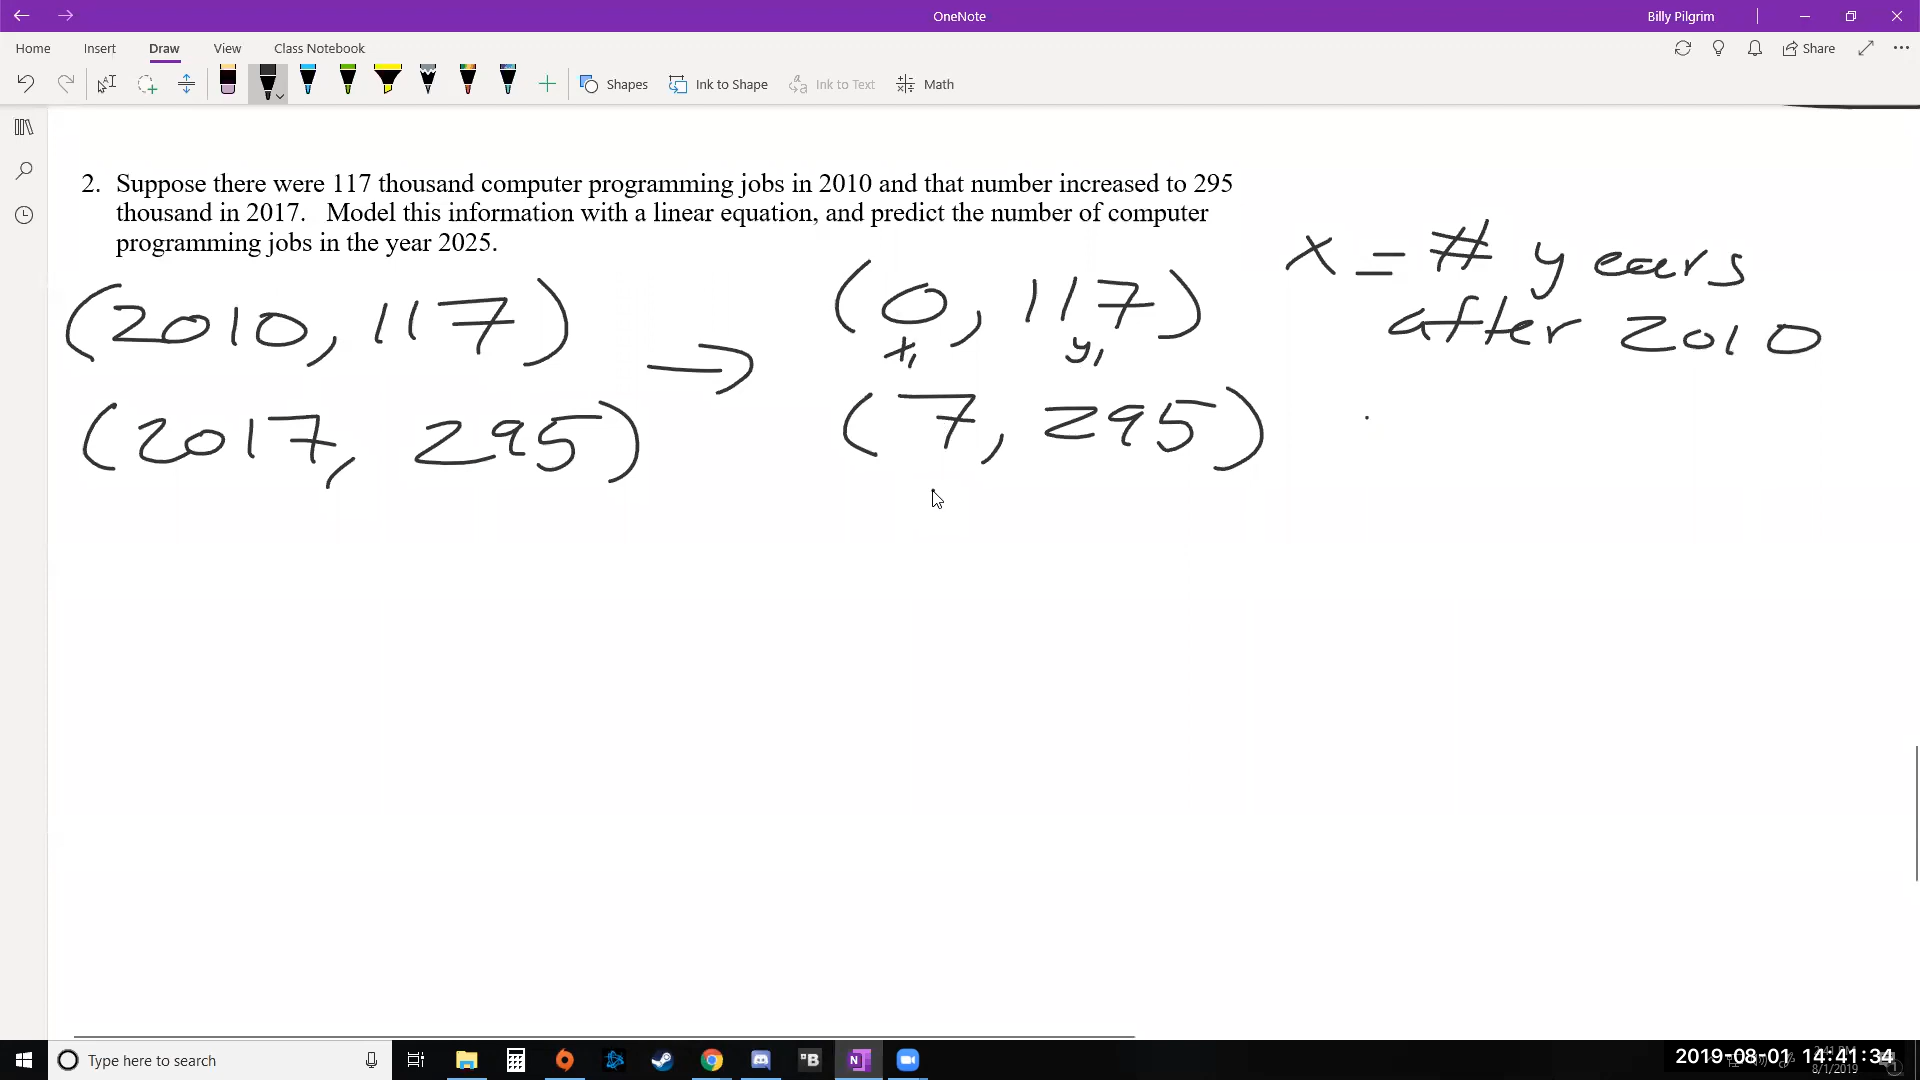 OneNote
Billy Pilgrim
Home Insert Draw View Class Notebook
Share
Shapes Ink to Shape Ink to Text Math
2. Suppose there were 117 thousand computer programming jobs in 2010 and that number increased to 295
thousand in 2017. Model this information with a linear equation, and predict the number of computer
programming jobs in the year 2025.
x = # years
after 2010
(2010, 117)
(2017, 295)
→
(0, 117)
x₁ y₁
(7, 295)
Type here to search
2019-08-01 14:41:34
8/1/2019